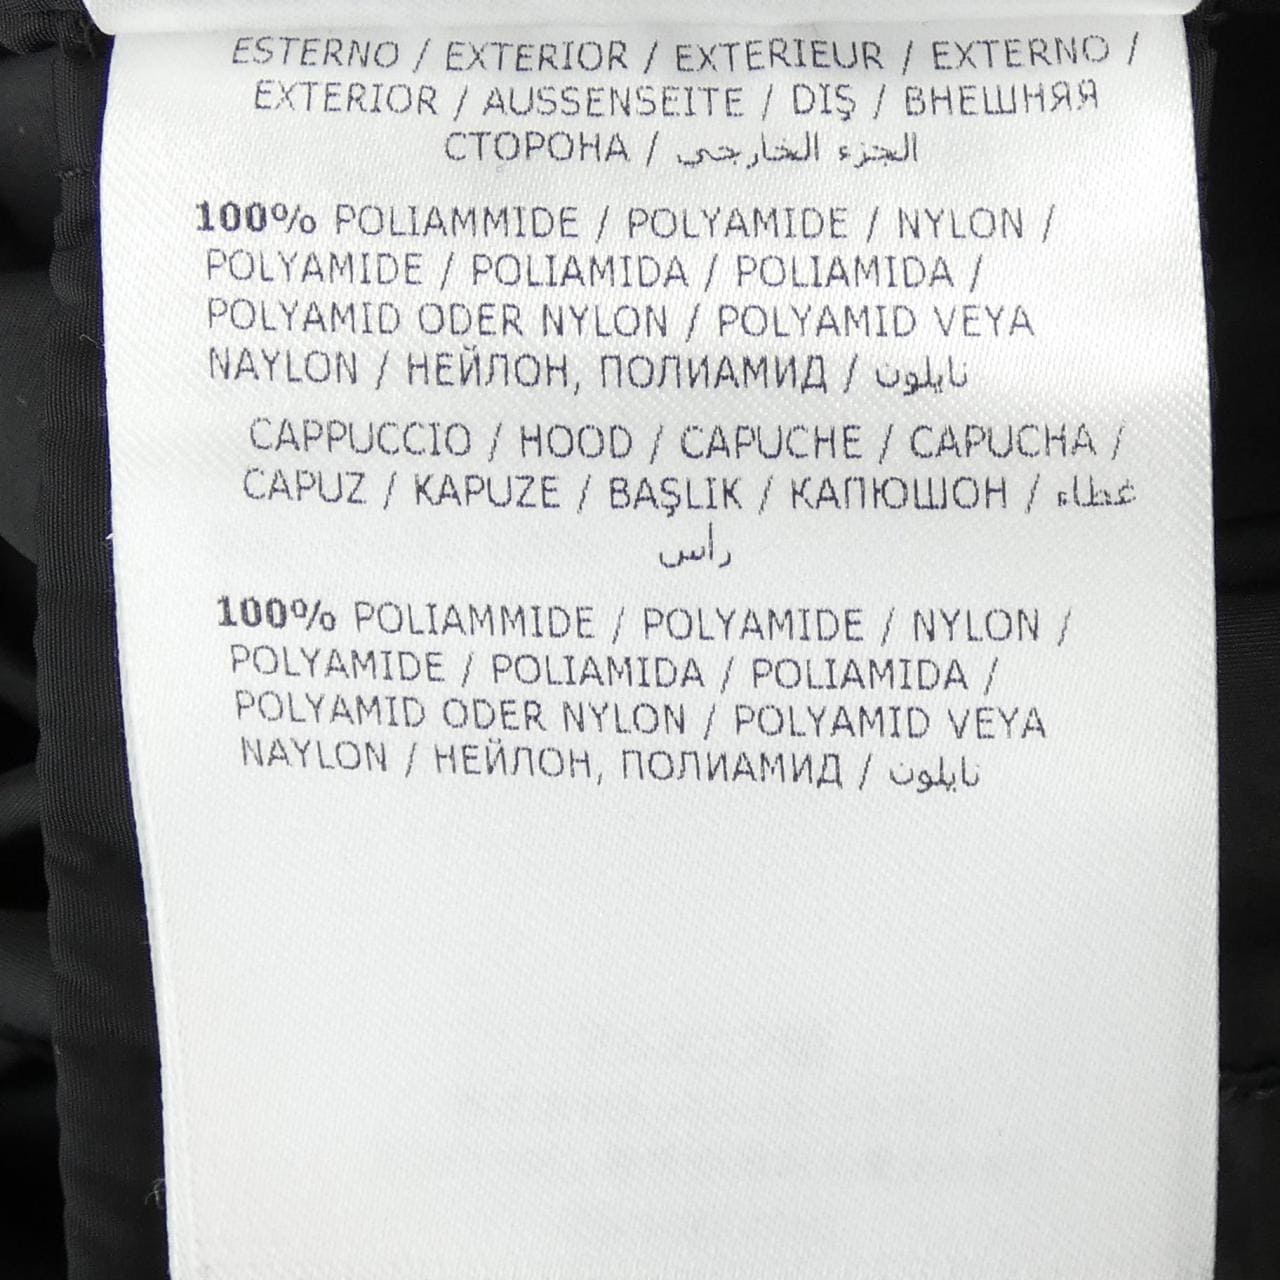 ESTERNO / EXTERIOR / EXTERIEUR / EXTERNO /
EXTERIOR / AUSSENSEITE / DIŞ / ВНЕШНЯЯ
СТОРОНА / الجزء الخارجي
100% POLIAMMIDE / POLYAMIDE / NYLON /
POLYAMIDE / POLIAMIDA / POLIAMIDA /
POLYAMID ODER NYLON / POLYAMID VEYA
NAYLON / НЕЙЛОН, ПОЛИАМИД / نايلون
CAPPUCCIO / HOOD / CAPUCHE / CAPUCHA /
CAPUZ / KAPUZE / BAŞLIK / КАПЮШОН / غطاء
رأس
100% POLIAMMIDE / POLYAMIDE / NYLON /
POLYAMIDE / POLIAMIDA / POLIAMIDA /
POLYAMID ODER NYLON / POLYAMID VEYA
NAYLON / НЕЙЛОН, ПОЛИАМИД / نايلون